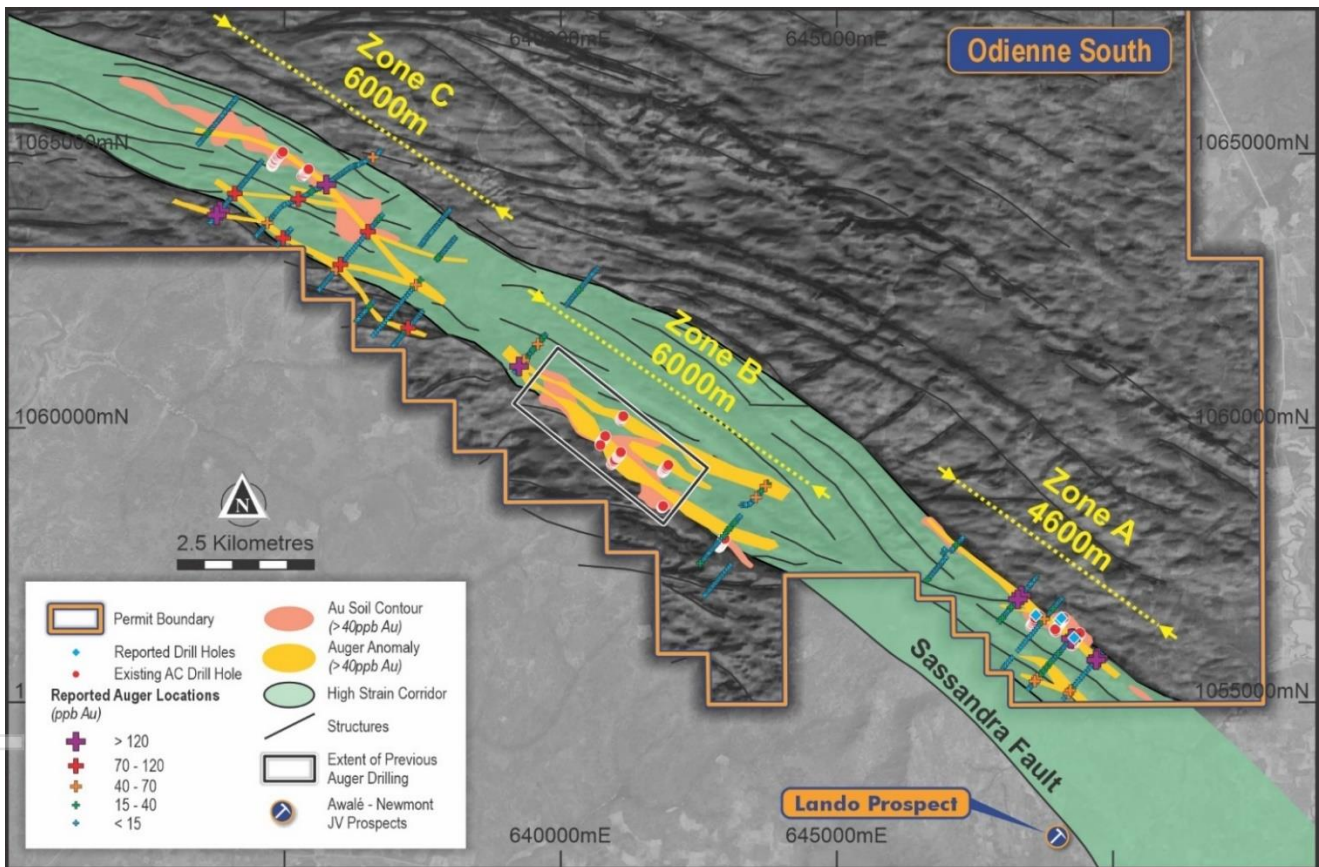 640000mE
645000mE
Odienne South
Zone C
6000m
1065000mN
1065000mN
Zone B
6000m
1060000mN
1060000mN
Zone A
4600m
N
2.5 Kilometres
Sassandra Fault
1055000mN
Lando Prospect
640000mE
645000mE
Permit Boundary
Reported Drill Holes
Existing AC Drill Hole
Reported Auger Locations
(ppb Au)
> 120
70 - 120
40 - 70
15 - 40
< 15
Au Soil Contour
(>40ppb Au)
Auger Anomaly
(>40ppb Au)
High Strain Corridor
Structures
Extent of Previous
Auger Drilling
Awalé - Newmont
JV Prospects